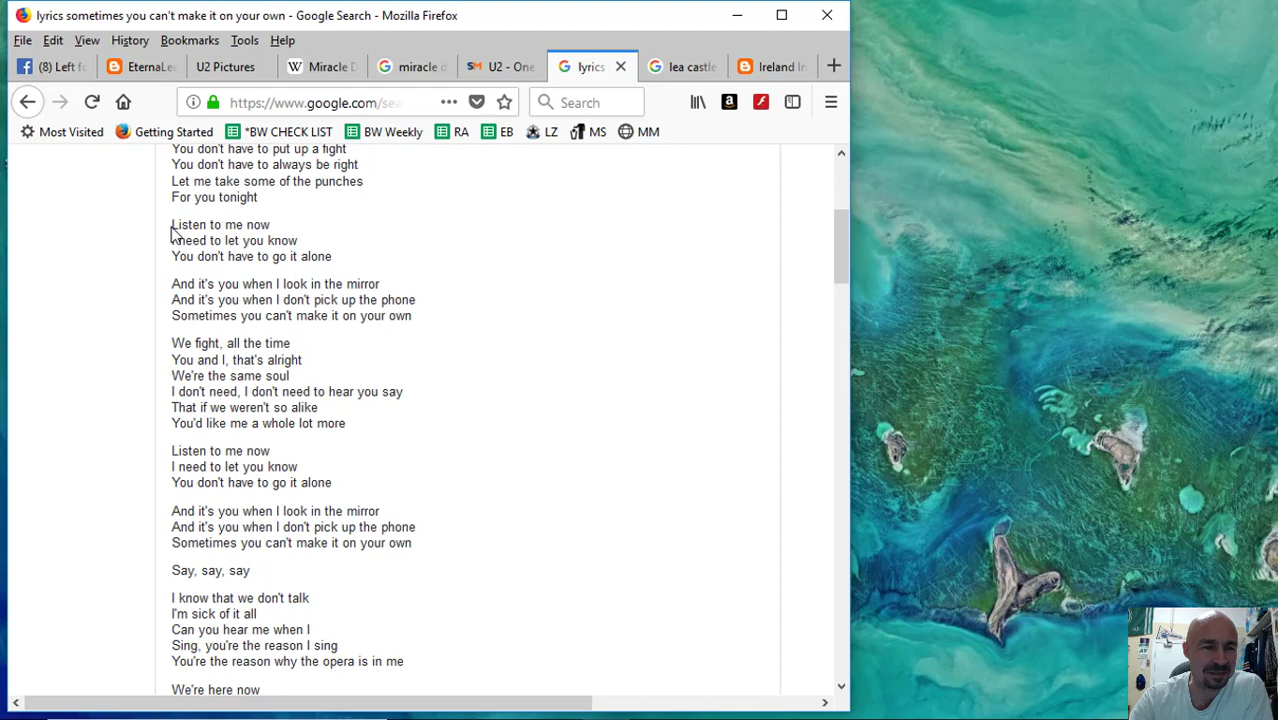 lyrics sometimes you can't make it on your own - Google Search - Mozilla Firefox
File Edit View History Bookmarks Tools Help
(8) Left fo EternaLee U2 Pictures Miracle D miracle d U2 - One lyrics lea castle Ireland In
https://www.google.com/sea Search
Most Visited Getting Started *BW CHECK LIST BW Weekly RA EB LZ MS MM
You don't have to put up a fight
You don't have to always be right
Let me take some of the punches
For you tonight
Listen to me now
I need to let you know
You don't have to go it alone
And it's you when I look in the mirror
And it's you when I don't pick up the phone
Sometimes you can't make it on your own
We fight, all the time
You and I, that's alright
We're the same soul
I don't need, I don't need to hear you say
That if we weren't so alike
You'd like me a whole lot more
Listen to me now
I need to let you know
You don't have to go it alone
And it's you when I look in the mirror
And it's you when I don't pick up the phone
Sometimes you can't make it on your own
Say, say, say
I know that we don't talk
I'm sick of it all
Can you hear me when I
Sing, you're the reason I sing
You're the reason why the opera is in me
We're here now